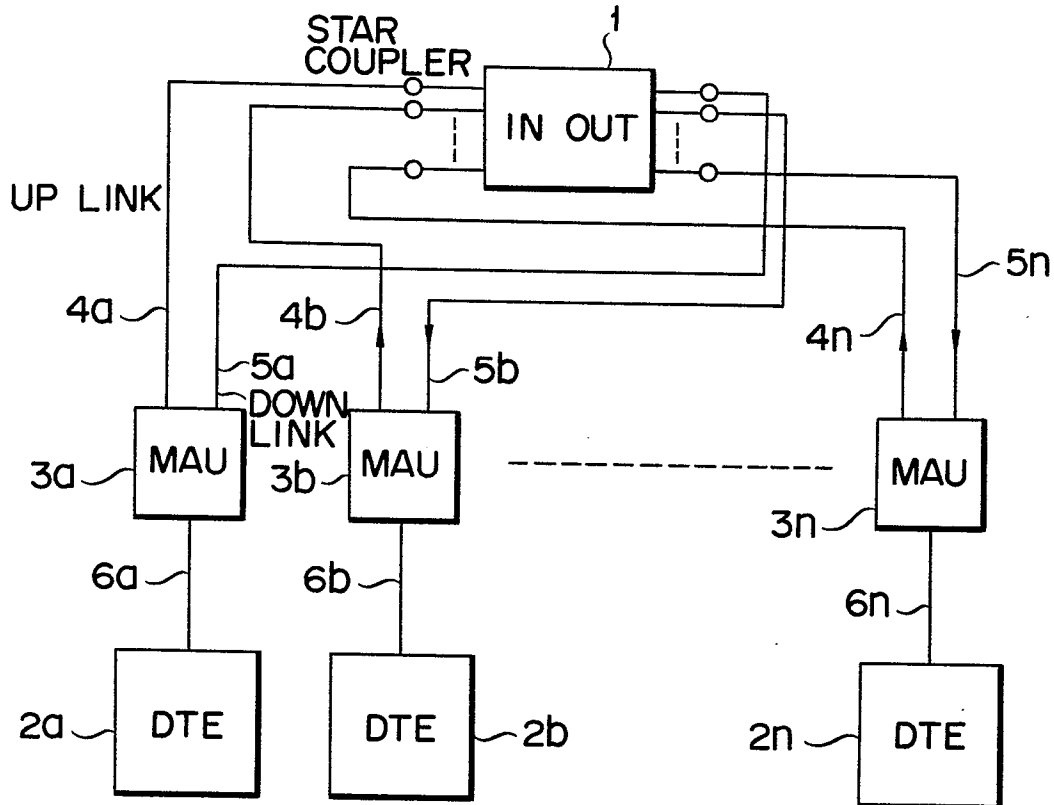 1
STAR
COUPLER
IN OUT
UP LINK
5n
4a
4b
4n
5a
5b
DOWN
LINK
MAU
MAU
MAU
3a
3b
3n
6a
6b
6n
DTE
DTE
DTE
2a
2b
2n